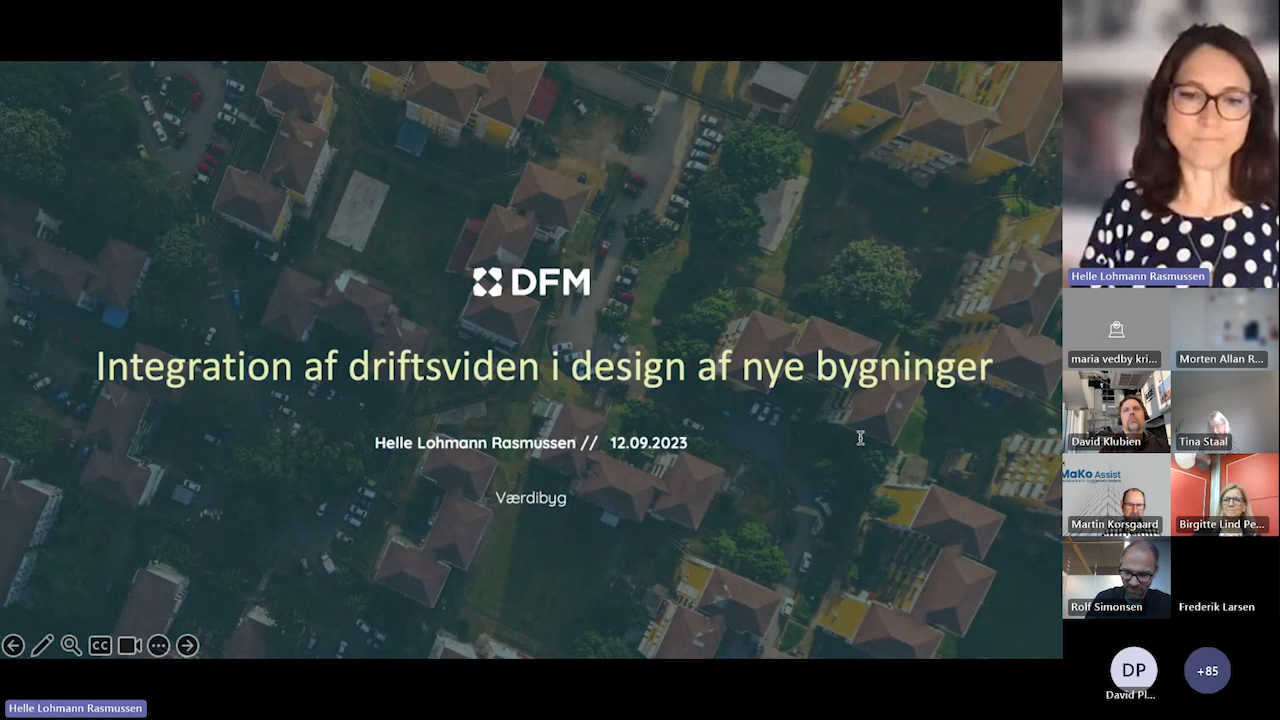 DFM
Integration af driftsviden i design af nye bygninger
Helle Lohmann Rasmussen // 12.09.2023
Værdibyg
CC
Helle Lohmann Rasmussen
Helle Lohmann Rasmussen
maria vedby kri...
Morten Allan R...
David Klubien
Tina Staal
MaKo Assist
Martin Korsgaard
Birgitte Lind Pe...
Rolf Simonsen
Frederik Larsen
DP
+85
David Pl...